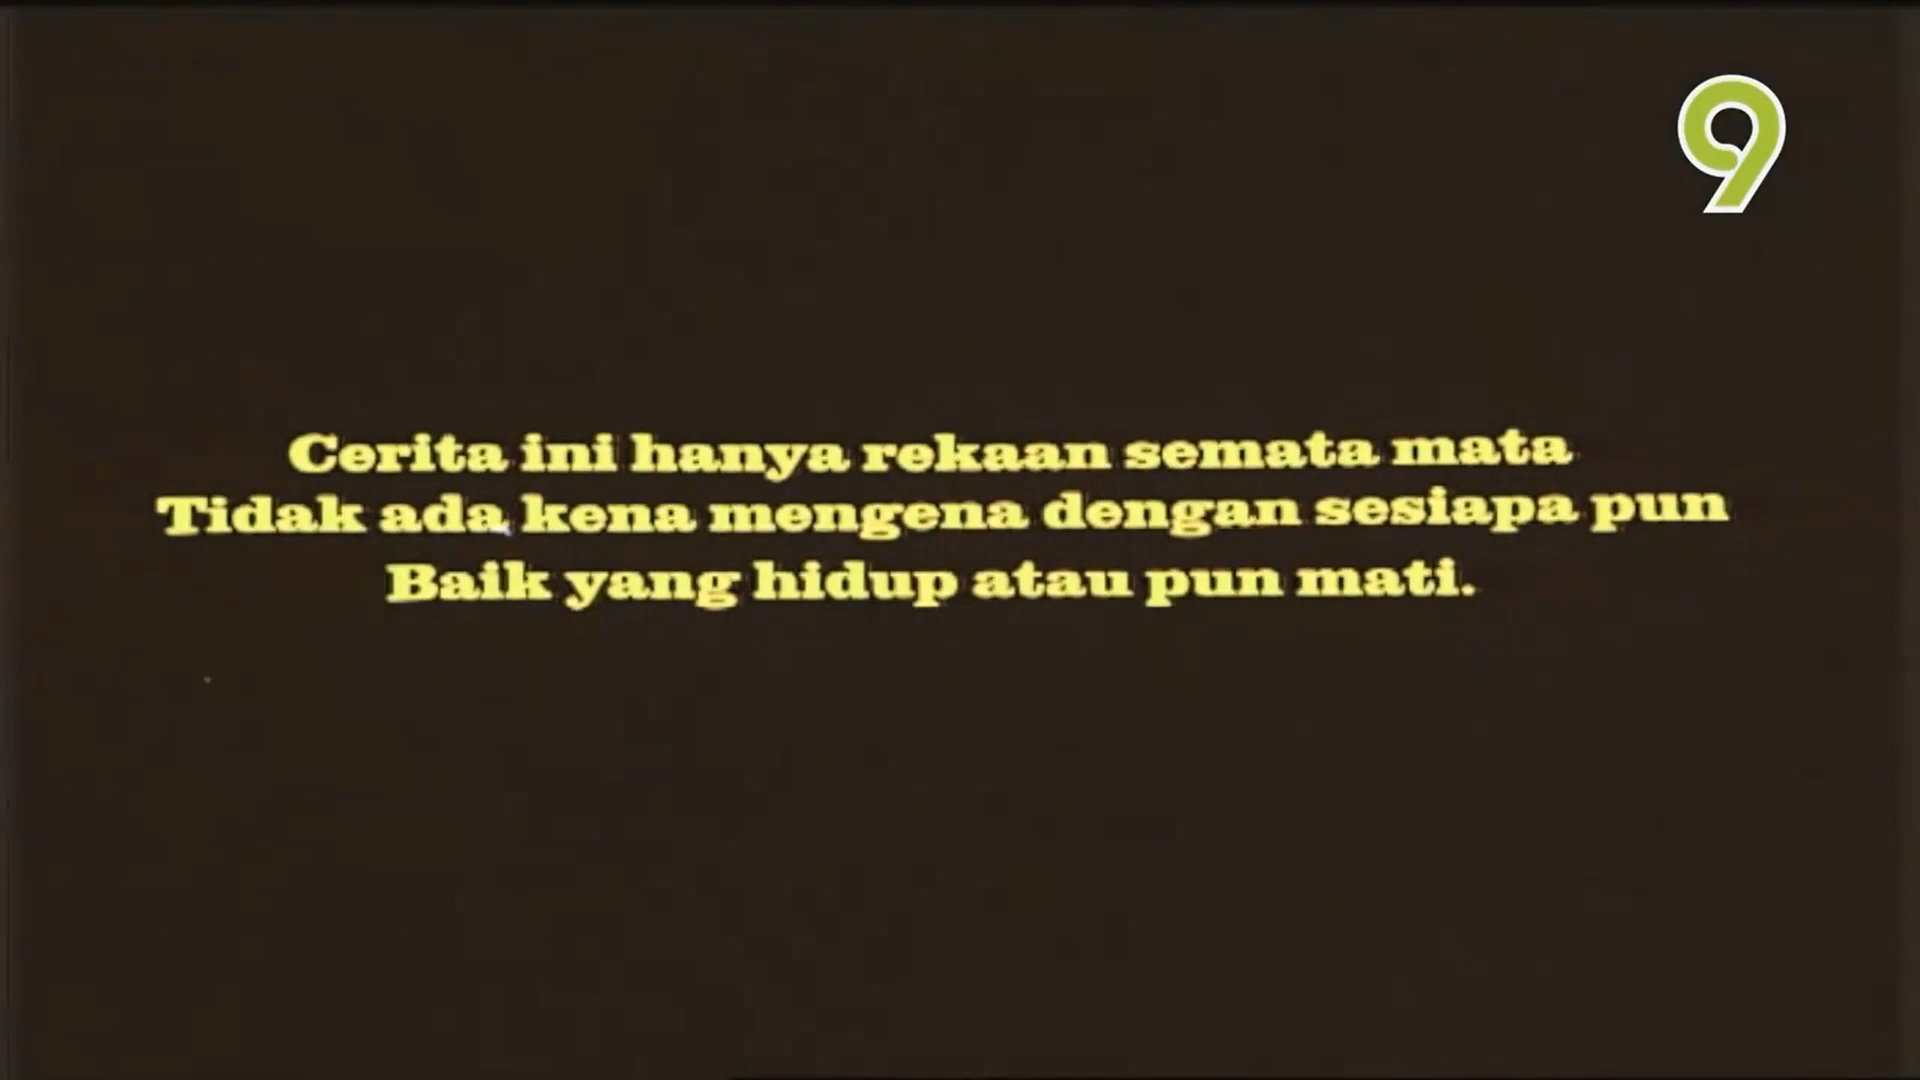 9
Cerita ini hanya rekaan semata mata
Tidak ada kena mengena dengan sesiapa pun
Baik yang hidup atau pun mati.